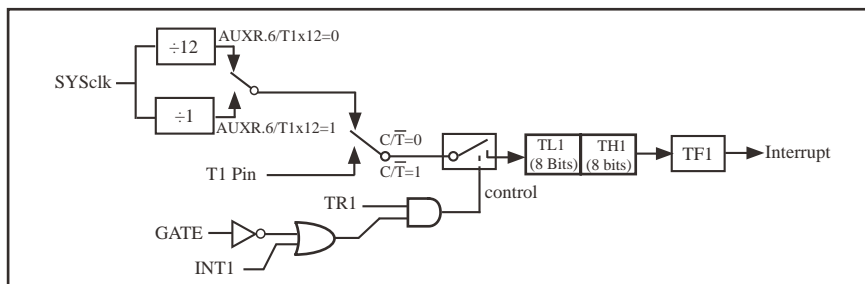 ÷12
AUXR.6/T1x12=0
SYSclk
÷1
AUXR.6/T1x12=1
C/T̅=0
C/T̅=1
T1 Pin
TL1
(8 Bits)
TH1
(8 bits)
TF1
Interrupt
control
TR1
GATE
INT1